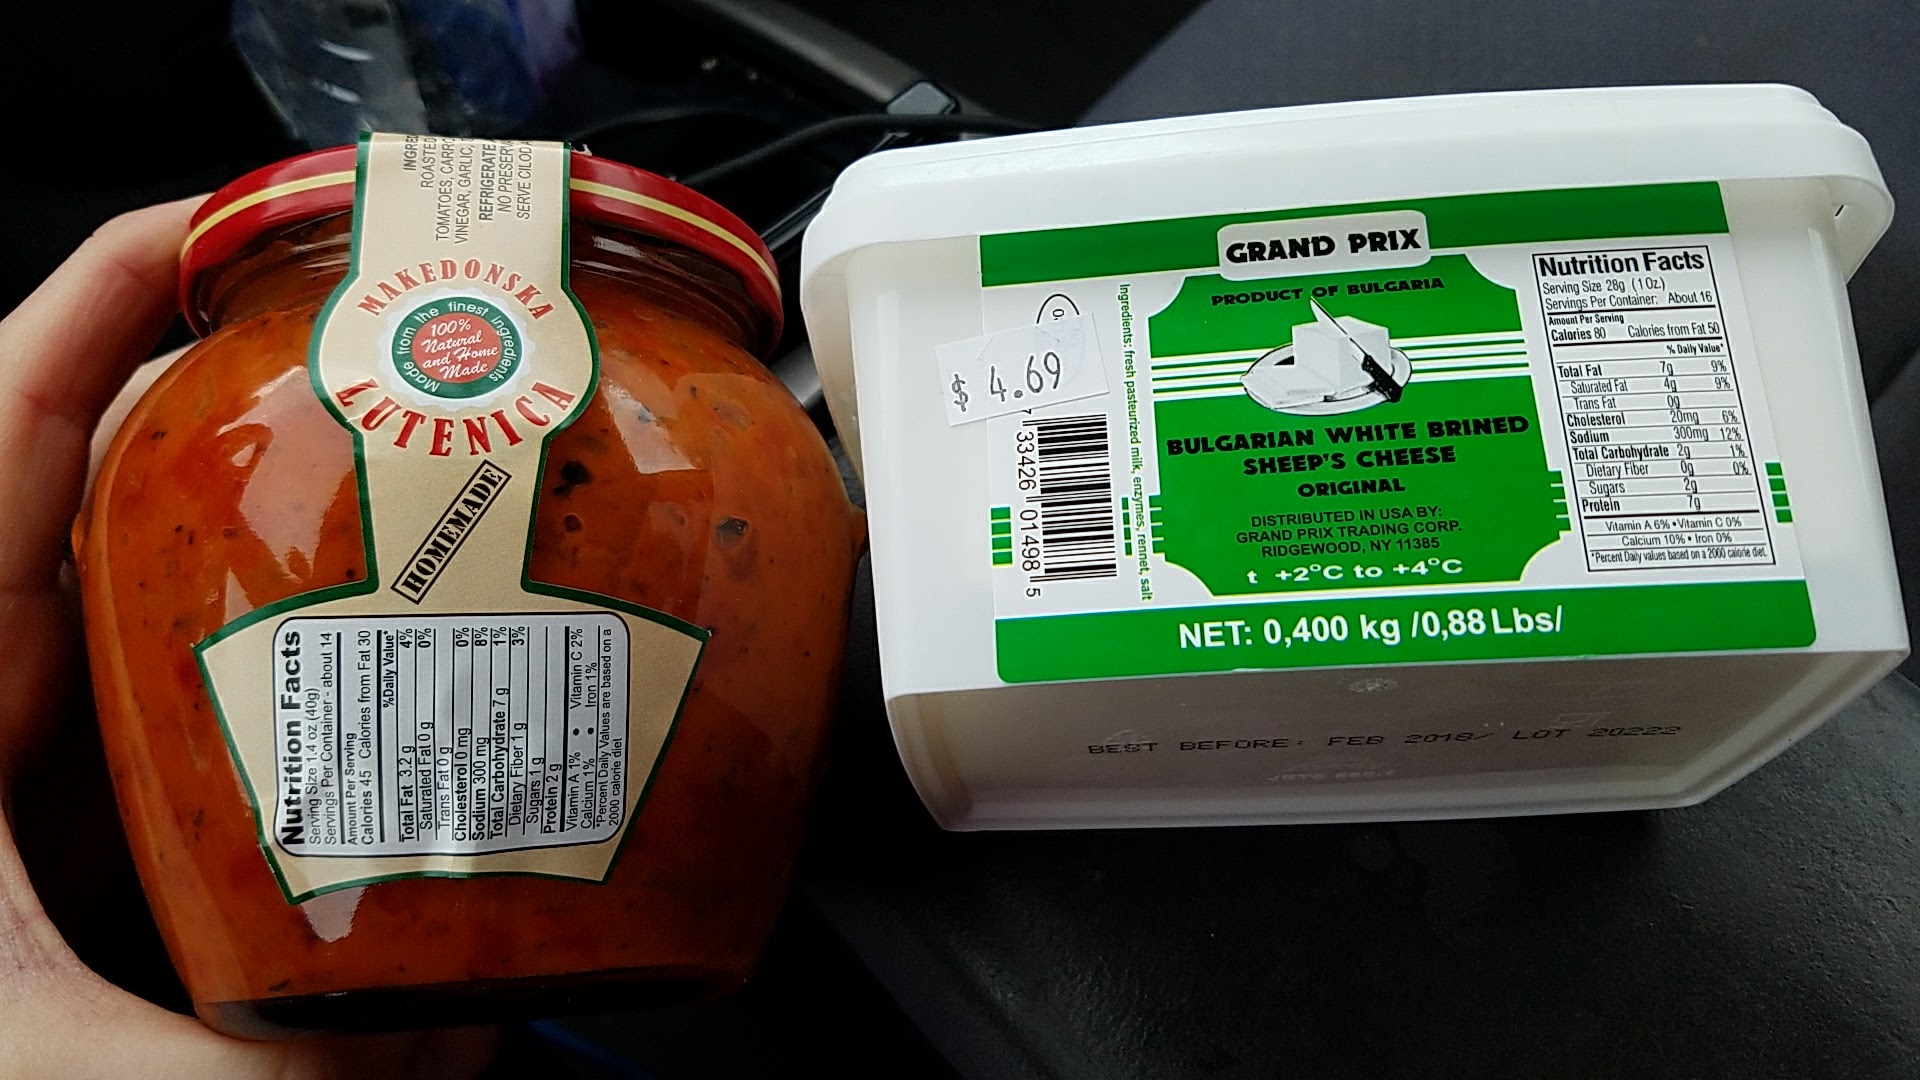 INGRE
ROASTED
TOMATOES, CARR
VINEGAR, GARLIC,
REFRIGERATE
NO PRESERV
SERVE
MAKEDONSKA
Made from the finest ingredients
100%
Natural
and Home
Made
LUTENICA
HOMEMADE
Nutrition Facts
Serving Size 1.4 oz (40g)
Servings Per Container - about 14
Amount Per Serving
Calories 45 Calories from Fat 30
%Daily Value*
Total Fat 3.2 g 4%
Saturated Fat 0 g 0%
Trans Fat 0 g
Cholesterol 0 mg 0%
Sodium 300 mg 8%
Total Carbohydrate 7 g 1%
Dietary Fiber 1 g 3%
Sugars 1 g
Protein 2 g
Vitamin A 1% • Vitamin C 2%
Calcium 1% • Iron 1%
*Percent Daily Values are based on a
2000 calorie diet
GRAND PRIX
PRODUCT OF BULGARIA
$ 4.69
7 33426 01498 5
Ingredients: fresh pasteurized milk, enzymes, rennet, salt
BULGARIAN WHITE BRINED
SHEEP'S CHEESE
ORIGINAL
DISTRIBUTED IN USA BY:
GRAND PRIX TRADING CORP.
RIDGEWOOD, NY 11385
t +2°C to +4°C
NET: 0,400 kg /0,88 Lbs/
Nutrition Facts
Serving Size 28g (1 Oz.)
Servings Per Container: About 16
Amount Per Serving
Calories 80 Calories from Fat 50
% Daily Value*
Total Fat 7g 9%
Saturated Fat 4g 9%
Trans Fat 0g
Cholesterol 20mg 6%
Sodium 300mg 12%
Total Carbohydrate 2g 1%
Dietary Fiber 0g 0%
Sugars 2g
Protein 7g
Vitamin A 6% • Vitamin C 0%
Calcium 10% • Iron 0%
*Percent Daily values based on a 2000 calorie diet.
BEST BEFORE: FEB 2018/ LOT 20222